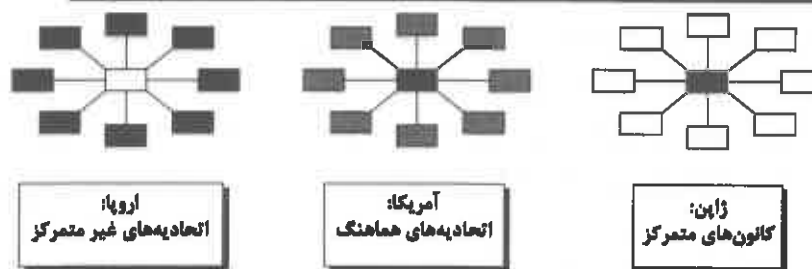 ژاپن:
کانون‌های متمرکز
آمریکا:
اتحادیه‌های هماهنگ
اروپا:
اتحادیه‌های غیر متمرکز